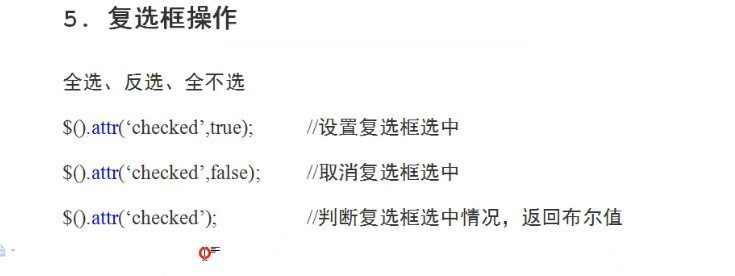 5. 复选框操作
全选、反选、全不选
$().attr(‘checked’,true); //设置复选框选中
$().attr(‘checked’,false); //取消复选框选中
$().attr(‘checked’); //判断复选框选中情况，返回布尔值